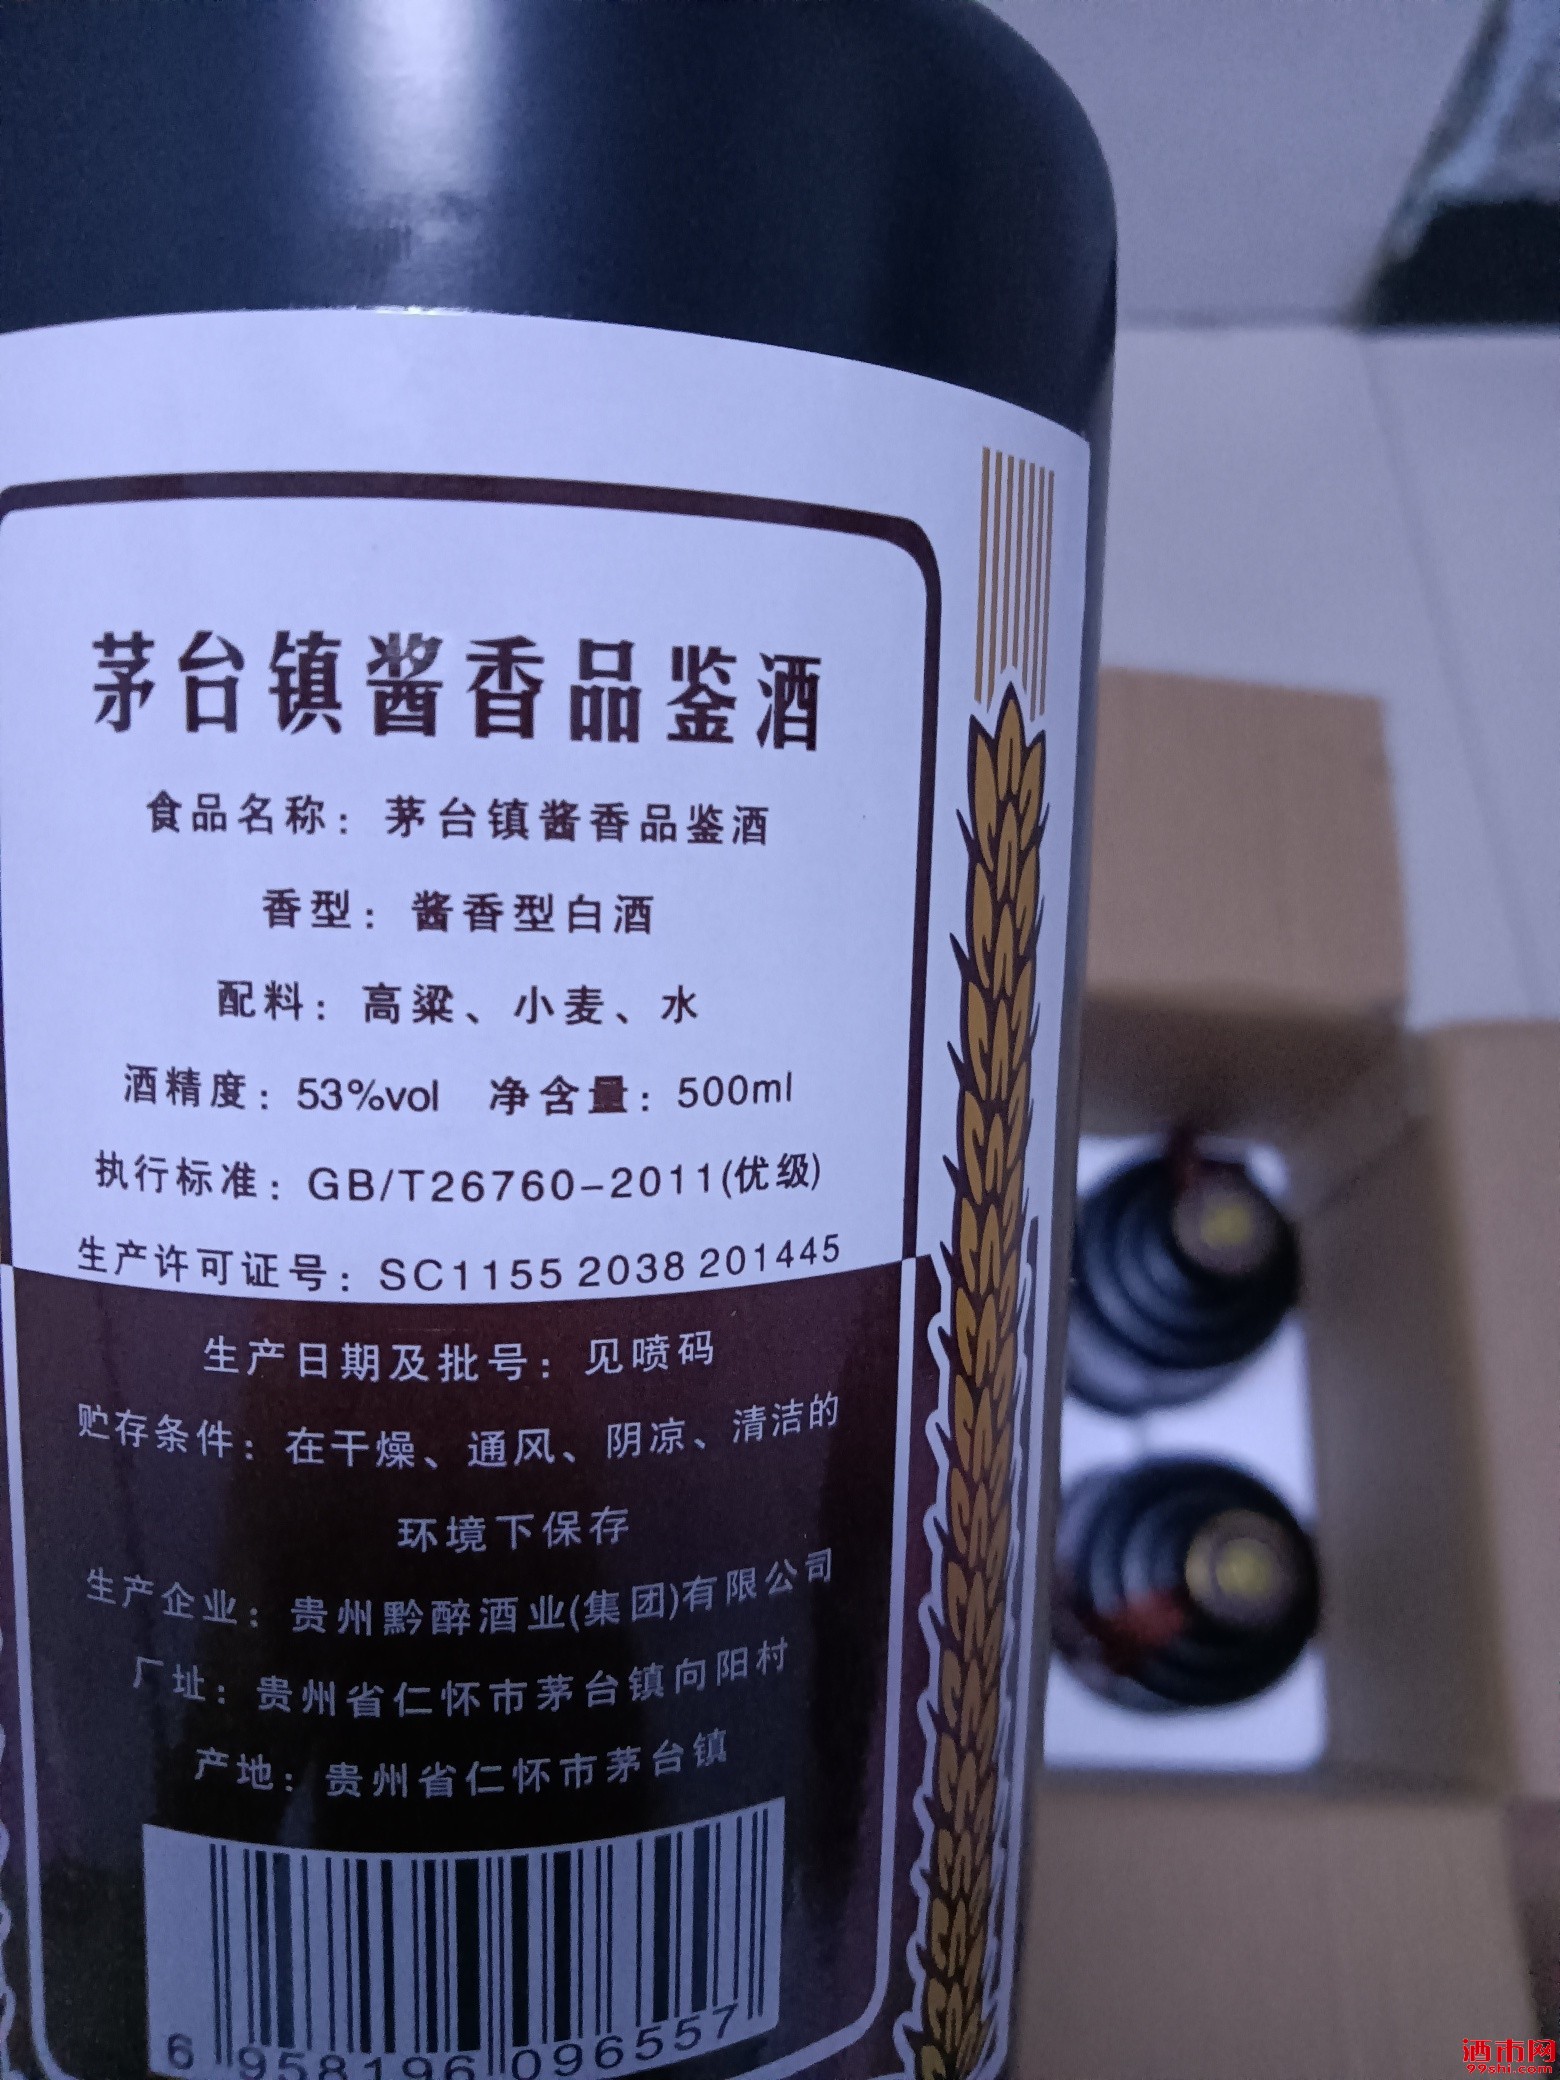 茅台镇酱香品鉴酒
食品名称：茅台镇酱香品鉴酒
香型：酱香型白酒
配料：高粱、小麦、水
酒精度：53%vol 净含量：500ml
执行标准：GB/T26760-2011(优级)
生产许可证号：SC1155 2038 201445
生产日期及批号：见喷码
贮存条件：在干燥、通风、阴凉、清洁的
环境下保存
生产企业：贵州黔醉酒业(集团)有限公司
厂址：贵州省仁怀市茅台镇向阳村
产地：贵州省仁怀市茅台镇
6 958196 096557
酒市网
99shi.com